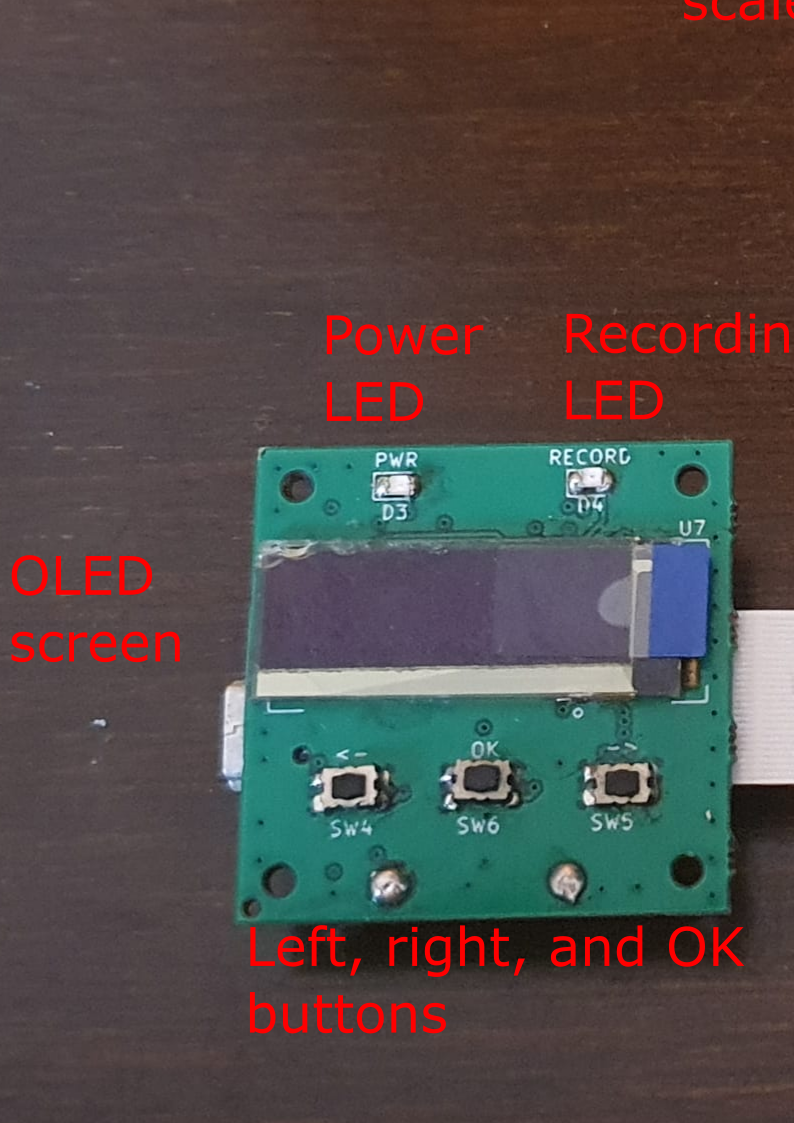 scale
Power
LED
Recordin
LED
PWR
RECORD
D3
D4
U7
OLED
screen
<-
OK
->
SW4
SW6
SW5
Left, right, and OK
buttons